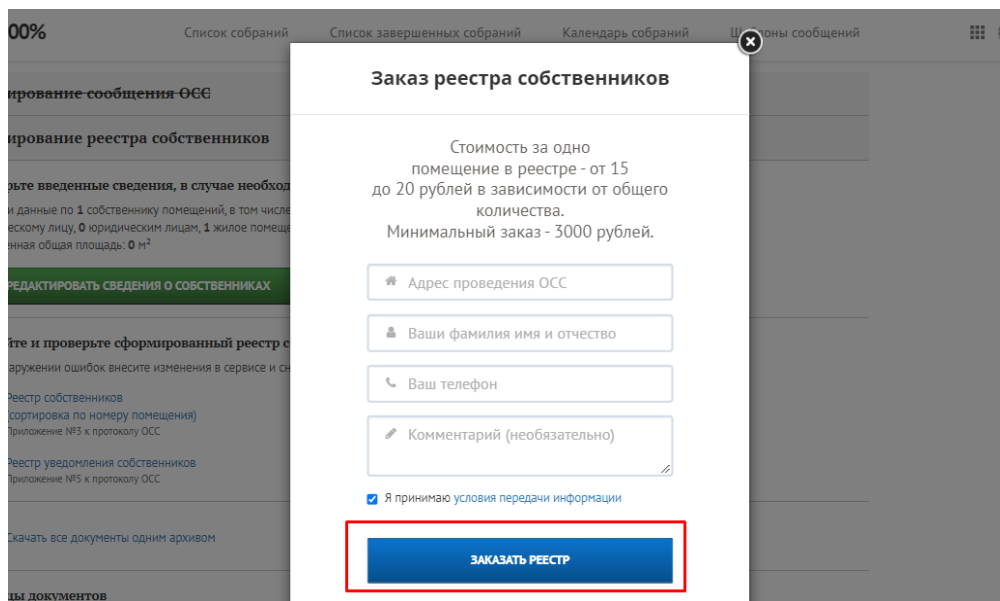 00%
Список собраний
Список завершенных собраний
Календарь собраний
сообщений
Заказ реестра собственников
ирование сообщения ОСС
ирование реестра собственников
Стоимость за одно
помещение в реестре - от 15
до 20 рублей в зависимости от общего
количества.
Минимальный заказ - 3000 рублей.
рьте введенные сведения, в случае необход
и данные по 1 собственнику помещений, в том числе
ескому лицу, 0 юридическим лицам, 1 жилое помеще
енная общая площадь: 0 м²
РЕДАКТИРОВАТЬ СВЕДЕНИЯ О СОБСТВЕННИКАХ
Адрес проведения ОСС
Ваши фамилия имя и отчество
Ваш телефон
Комментарий (необязательно)
йте и проверьте сформированный реестр с
аружении ошибок внесите изменения в сервисе и ск
Реестр собственников
(сортировка по номеру помещения)
Приложение №3 к протоколу ОСС
Реестр уведомления собственников
Приложение №5 к протоколу ОСС
Я принимаю условия передачи информации
Скачать все документы одним архивом
ЗАКАЗАТЬ РЕЕСТР
цы документов